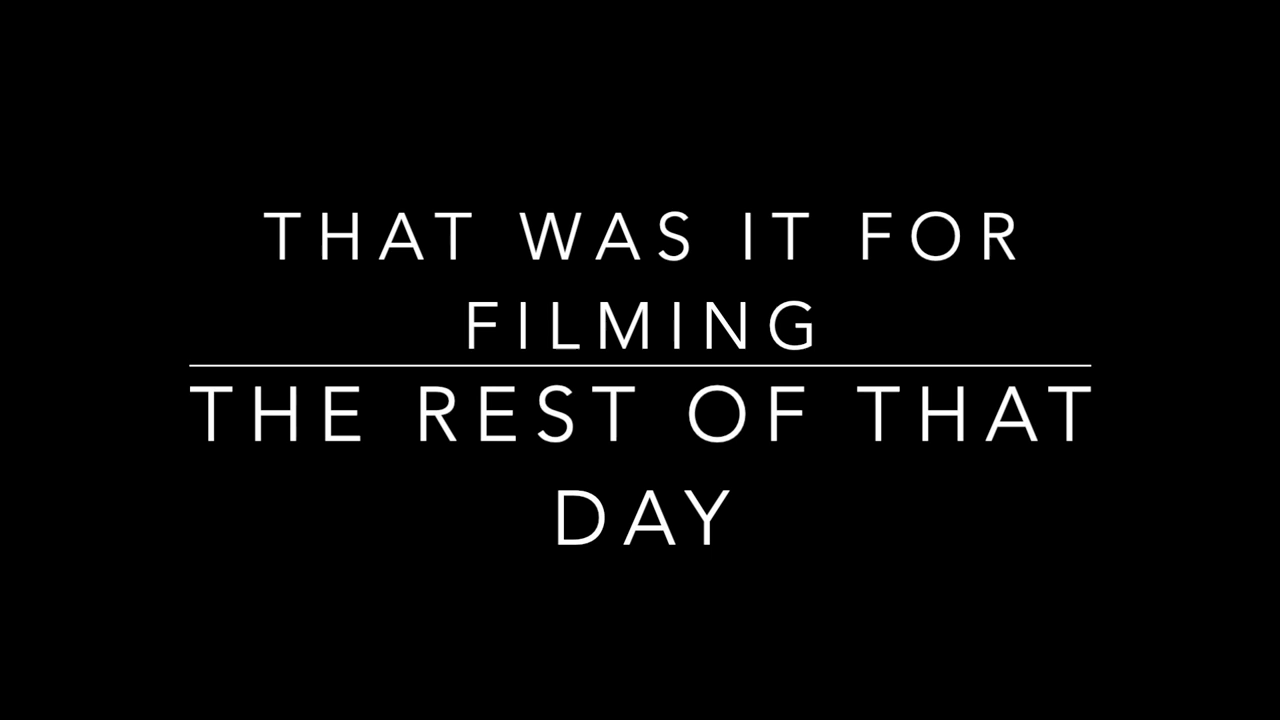 THAT WAS IT FOR
FILMING
THE REST OF THAT
DAY